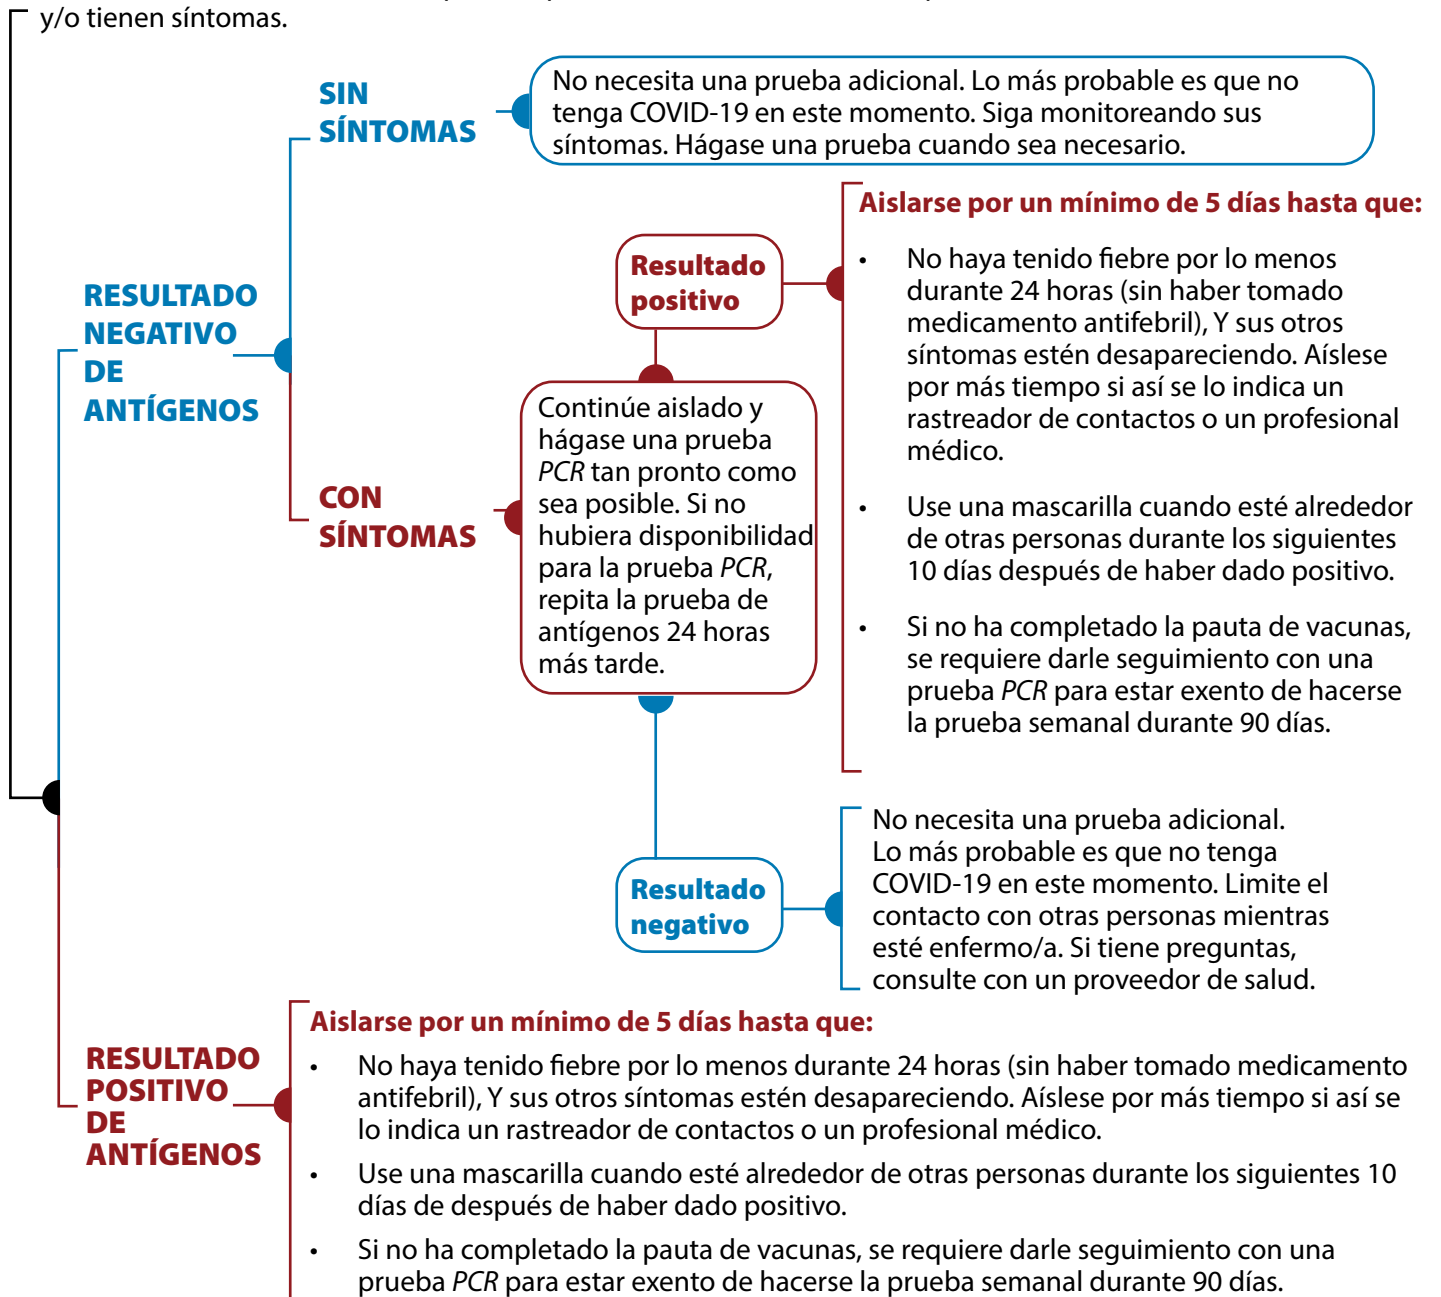 y/o tienen síntomas.
SIN
SÍNTOMAS
No necesita una prueba adicional. Lo más probable es que no
tenga COVID-19 en este momento. Siga monitoreando sus
síntomas. Hágase una prueba cuando sea necesario.
RESULTADO
NEGATIVO
DE
ANTÍGENOS
CON
SÍNTOMAS
Continúe aislado y
hágase una prueba
PCR tan pronto como
sea posible. Si no
hubiera disponibilidad
para la prueba PCR,
repita la prueba de
antígenos 24 horas
más tarde.
Resultado
positivo
Aislarse por un mínimo de 5 días hasta que:
• No haya tenido fiebre por lo menos
durante 24 horas (sin haber tomado
medicamento antifebril), Y sus otros
síntomas estén desapareciendo. Aíslese
por más tiempo si así se lo indica un
rastreador de contactos o un profesional
médico.
• Use una mascarilla cuando esté alrededor
de otras personas durante los siguientes
10 días después de haber dado positivo.
• Si no ha completado la pauta de vacunas,
se requiere darle seguimiento con una
prueba PCR para estar exento de hacerse
la prueba semanal durante 90 días.
Resultado
negativo
No necesita una prueba adicional.
Lo más probable es que no tenga
COVID-19 en este momento. Limite el
contacto con otras personas mientras
esté enfermo/a. Si tiene preguntas,
consulte con un proveedor de salud.
RESULTADO
POSITIVO
DE
ANTÍGENOS
Aislarse por un mínimo de 5 días hasta que:
• No haya tenido fiebre por lo menos durante 24 horas (sin haber tomado medicamento
antifebril), Y sus otros síntomas estén desapareciendo. Aíslese por más tiempo si así se
lo indica un rastreador de contactos o un profesional médico.
• Use una mascarilla cuando esté alrededor de otras personas durante los siguientes 10
días de después de haber dado positivo.
• Si no ha completado la pauta de vacunas, se requiere darle seguimiento con una
prueba PCR para estar exento de hacerse la prueba semanal durante 90 días.